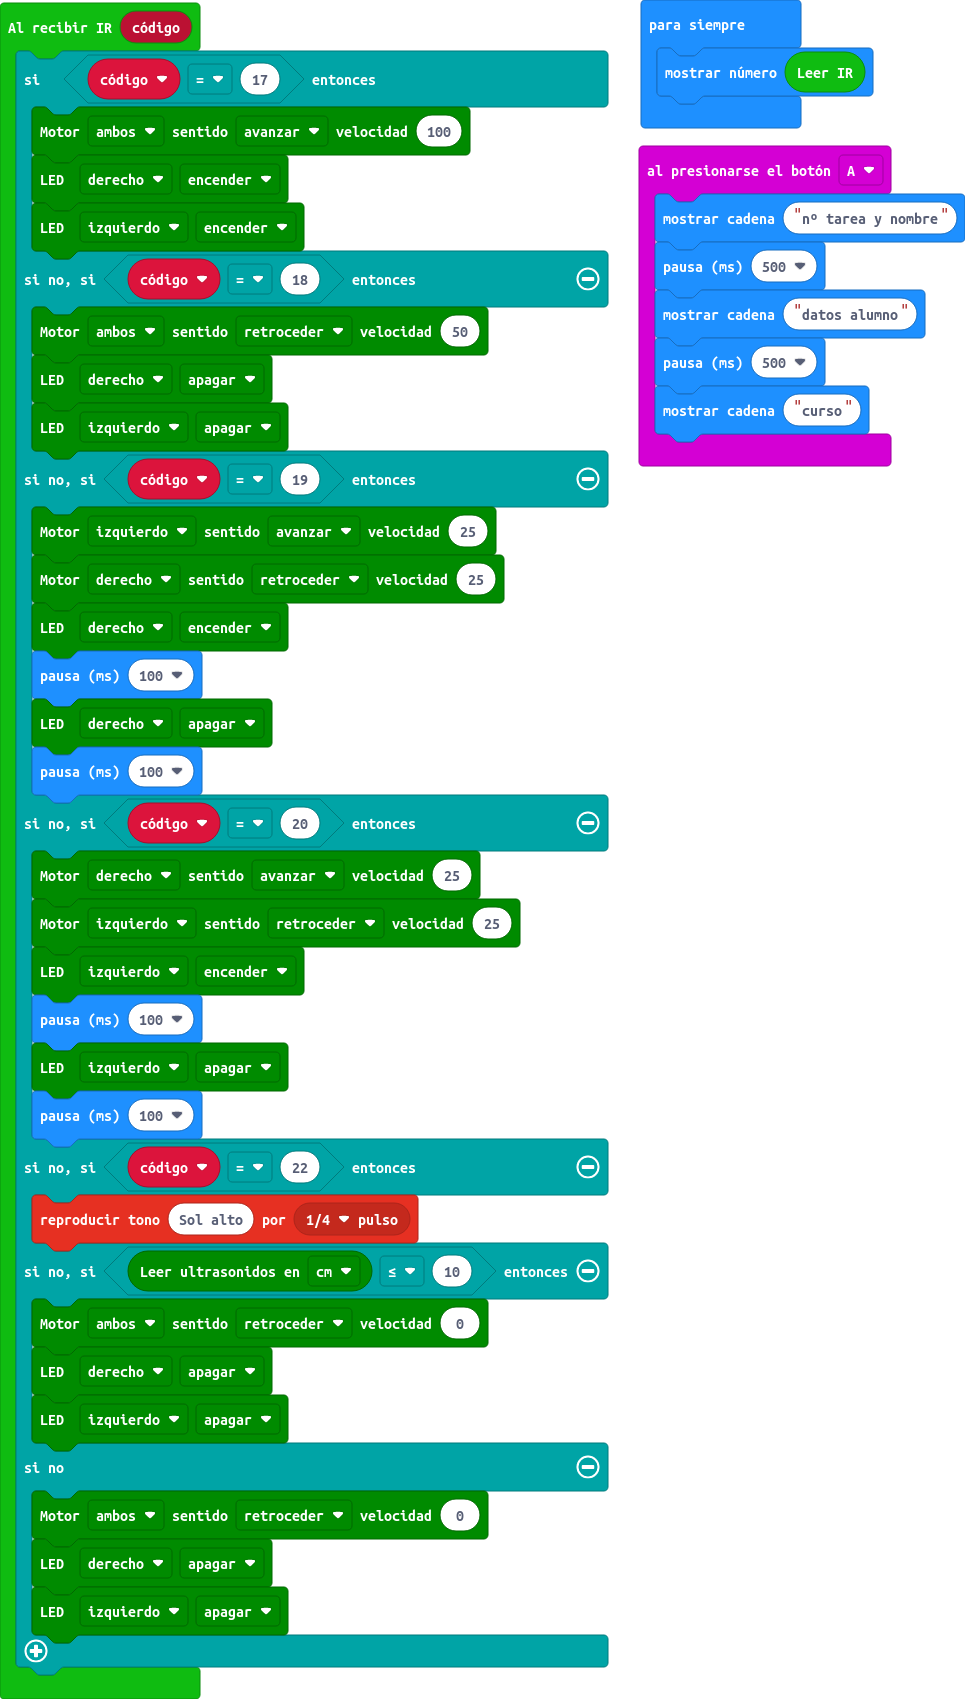 Al recibir IR código
si código = 17 entonces
Motor ambos sentido avanzar velocidad 100
LED derecho encender
LED izquierdo encender
si no, si código = 18 entonces
Motor ambos sentido retroceder velocidad 50
LED derecho apagar
LED izquierdo apagar
si no, si código = 19 entonces
Motor izquierdo sentido avanzar velocidad 25
Motor derecho sentido retroceder velocidad 25
LED derecho encender
pausa (ms) 100
LED derecho apagar
pausa (ms) 100
si no, si código = 20 entonces
Motor derecho sentido avanzar velocidad 25
Motor izquierdo sentido retroceder velocidad 25
LED izquierdo encender
pausa (ms) 100
LED izquierdo apagar
pausa (ms) 100
si no, si código = 22 entonces
reproducir tono Sol alto por 1/4 pulso
si no, si Leer ultrasonidos en cm ≤ 10 entonces
Motor ambos sentido retroceder velocidad 0
LED derecho apagar
LED izquierdo apagar
si no
Motor ambos sentido retroceder velocidad 0
LED derecho apagar
LED izquierdo apagar
para siempre
mostrar número Leer IR
al presionarse el botón A
mostrar cadena "nº tarea y nombre"
pausa (ms) 500
mostrar cadena "datos alumno"
pausa (ms) 500
mostrar cadena "curso"